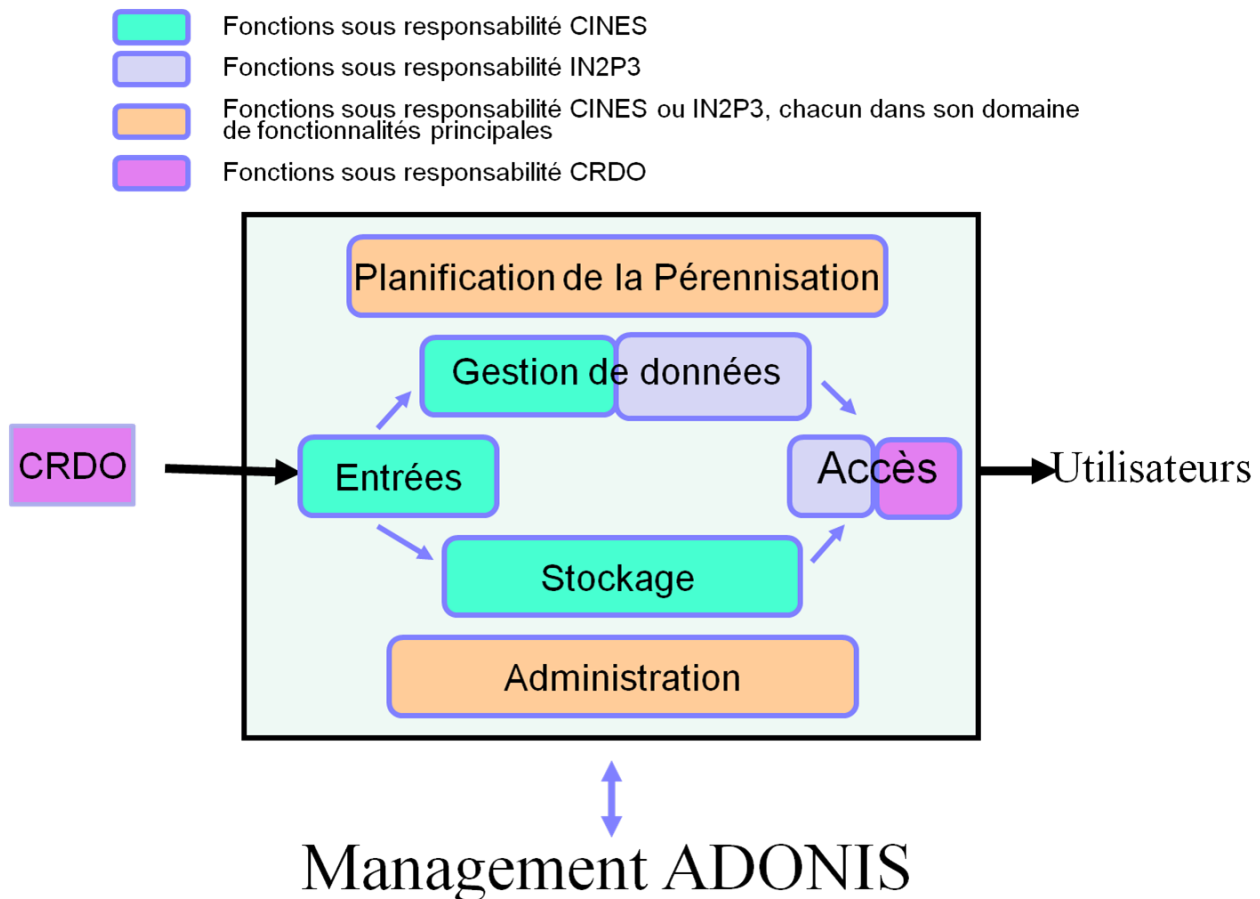 Fonctions sous responsabilité CINES
Fonctions sous responsabilité IN2P3
Fonctions sous responsabilité CINES ou IN2P3, chacun dans son domaine
de fonctionnalités principales
Fonctions sous responsabilité CRDO
Planification de la Pérennisation
Gestion de données
CRDO
Entrées
Accès
Utilisateurs
Stockage
Administration
Management ADONIS